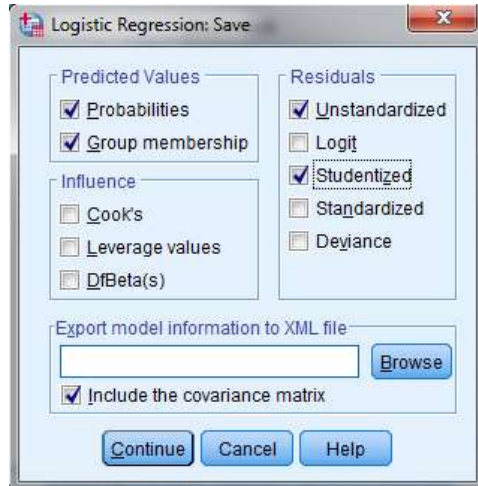 Logistic Regression: Save
Predicted Values
Probabilities
Group membership
Influence
Cook's
Leverage values
DfBeta(s)
Residuals
Unstandardized
Logit
Studentized
Standardized
Deviance
Export model information to XML file
Browse
Include the covariance matrix
Continue Cancel Help